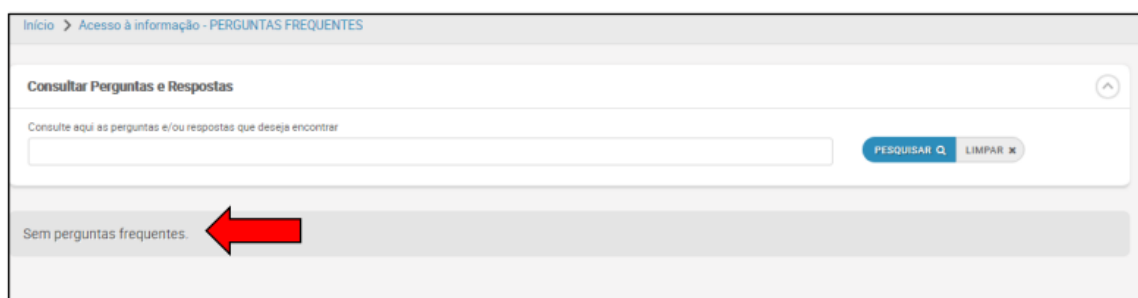 Início > Acesso à informação - PERGUNTAS FREQUENTES
Consultar Perguntas e Respostas
Consulte aqui as perguntas e/ou respostas que deseja encontrar
PESQUISAR LIMPAR
Sem perguntas frequentes.